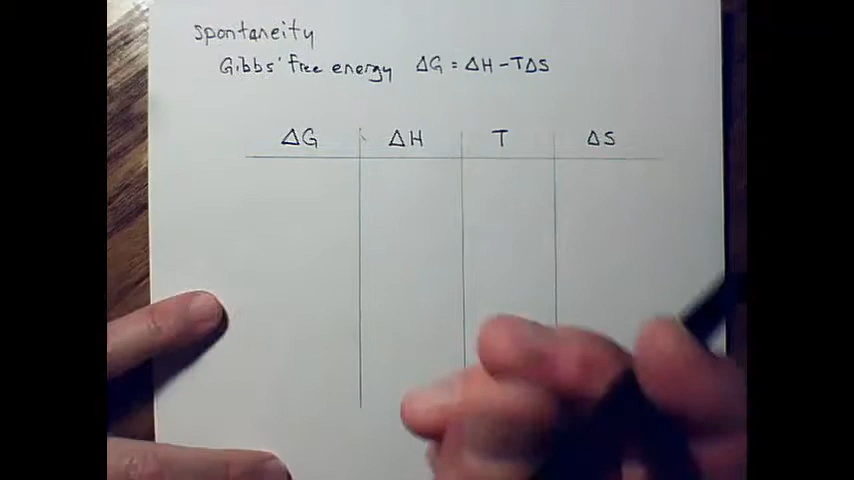 spontaneity
Gibbs' free energy ΔG = ΔH - TΔS
ΔG ΔH T ΔS